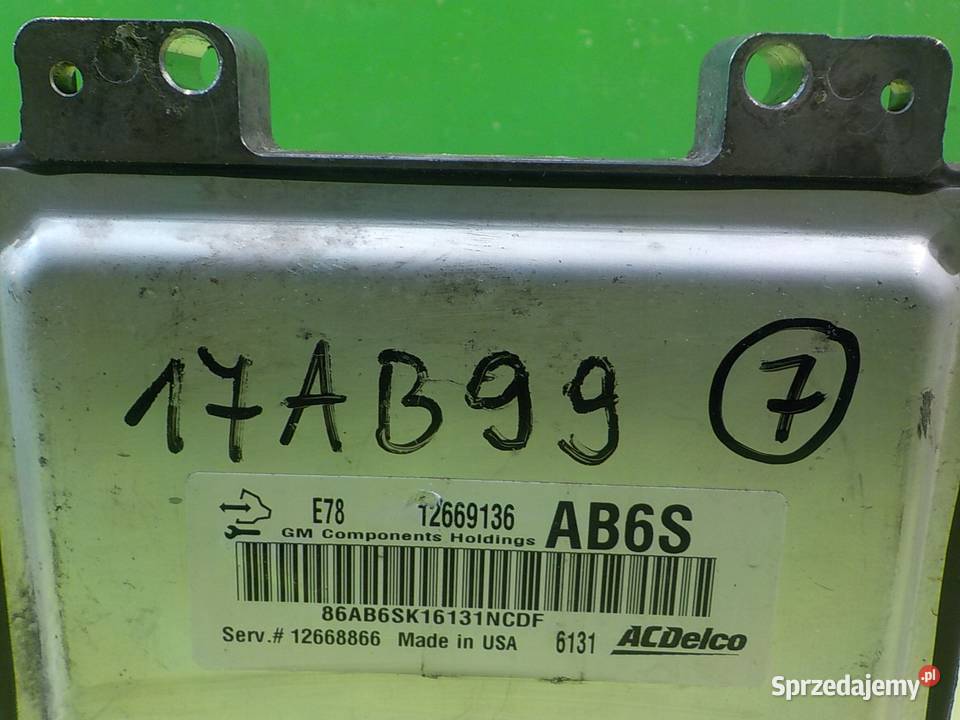 17AB99 7
E78 12669136 AB6S
GM Components Holdings
86AB6SK16131NCDF
Serv.# 12668866 Made in USA 6131 ACDelco
Sprzedajemy.pl